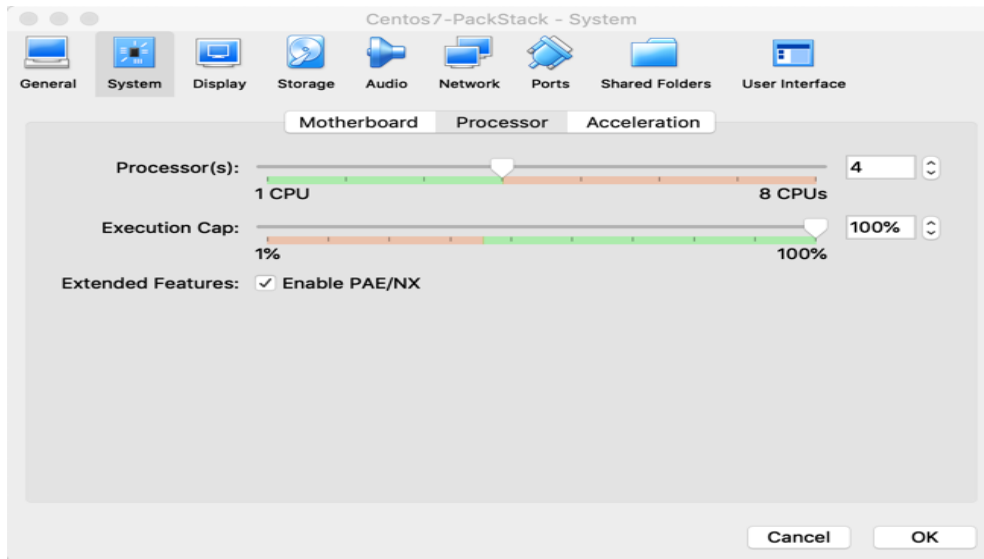 Centos7-PackStack - System
General System Display Storage Audio Network Ports Shared Folders User Interface
Motherboard Processor Acceleration
Processor(s): 4
1 CPU 8 CPUs
Execution Cap: 100%
1% 100%
Extended Features: Enable PAE/NX
Cancel OK